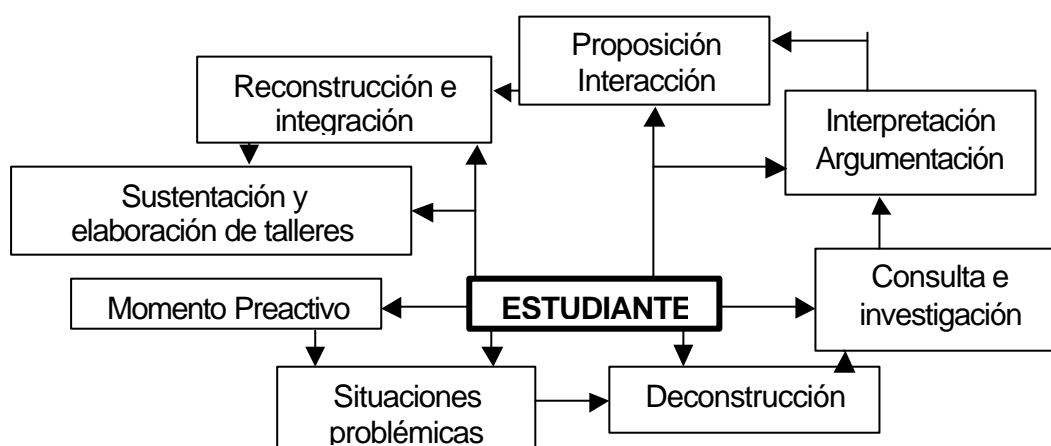 Proposición
Interacción
Reconstrucción e
integración
Interpretación
Argumentación
Sustentación y
elaboración de talleres
Consulta e
investigación
Momento Preactivo
ESTUDIANTE
Situaciones
problémicas
Deconstrucción